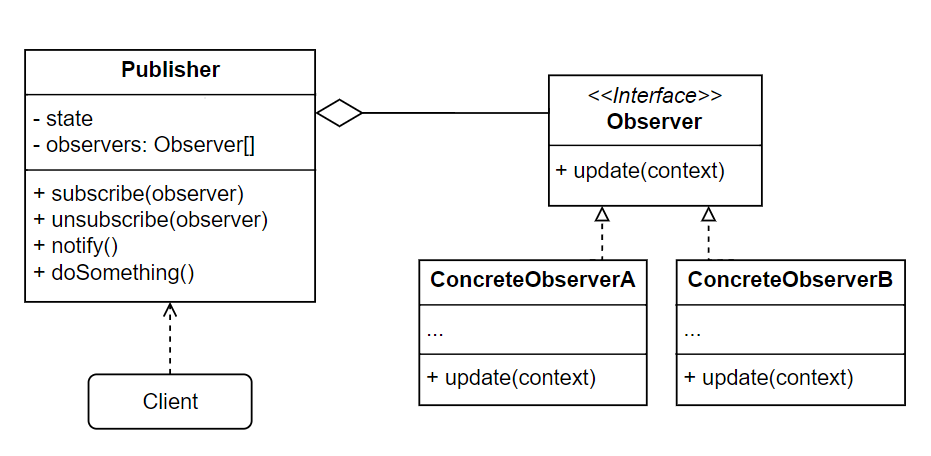 Publisher
- state
- observers: Observer[]
+ subscribe(observer)
+ unsubscribe(observer)
+ notify()
+ doSomething()
Client
<<Interface>>
Observer
+ update(context)
ConcreteObserverA
...
+ update(context)
ConcreteObserverB
...
+ update(context)